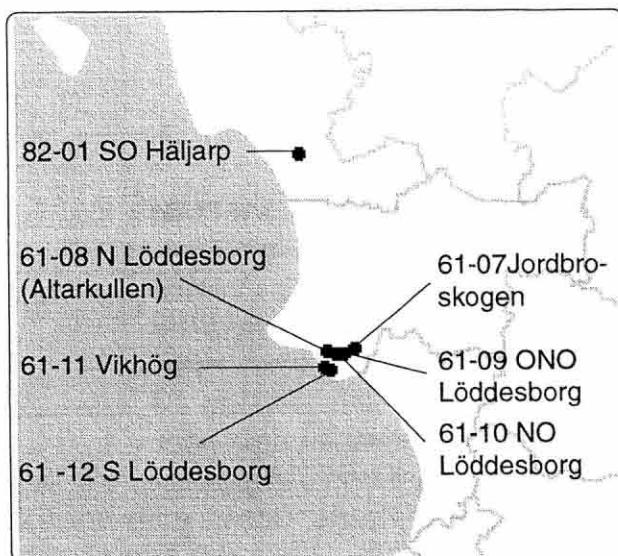 82-01 SO Häljarp
61-08 N Löddesborg
(Altarkullen)
61-11 Vikhög
61 -12 S Löddesborg
61-07Jordbro-
skogen
61-09 ONO
Löddesborg
61-10 NO
Löddesborg